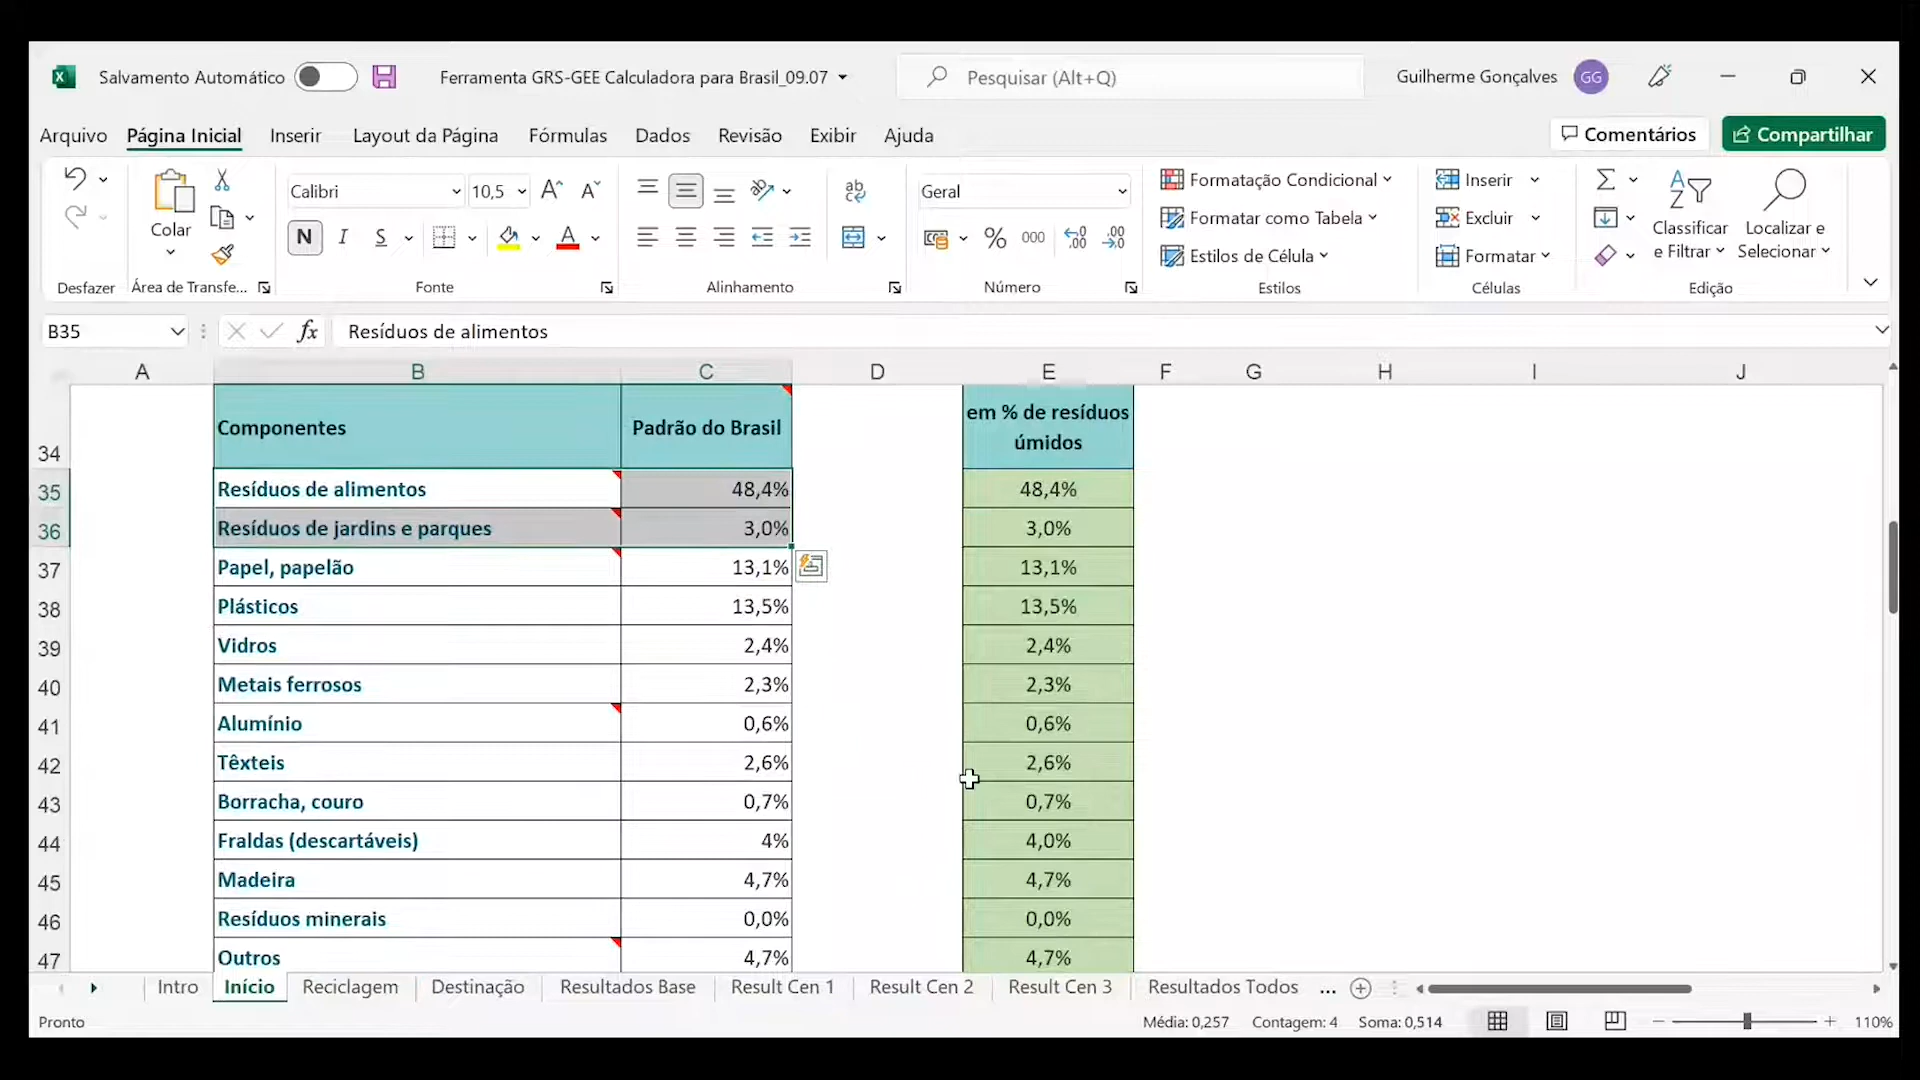 Salvamento Automático
Ferramenta GRS-GEE Calculadora para Brasil_09.07
Pesquisar (Alt+Q)
Guilherme Gonçalves
GG
Arquivo
Página Inicial
Inserir
Layout da Página
Fórmulas
Dados
Revisão
Exibir
Ajuda
Comentários
Compartilhar
Colar
Desfazer
Área de Transfe...
Calibri
10,5
N
I
S
Fonte
ab
Alinhamento
Geral
%
000
Número
Formatação Condicional
Formatar como Tabela
Estilos de Célula
Estilos
Inserir
Excluir
Formatar
Células
Classificar
e Filtrar
Localizar e
Selecionar
Edição
B35
fx
Resíduos de alimentos
A B C D E F G H I J
34 Componentes Padrão do Brasil em % de resíduos
úmidos
35 Resíduos de alimentos 48,4% 48,4%
36 Resíduos de jardins e parques 3,0% 3,0%
37 Papel, papelão 13,1% 13,1%
38 Plásticos 13,5% 13,5%
39 Vidros 2,4% 2,4%
40 Metais ferrosos 2,3% 2,3%
41 Alumínio 0,6% 0,6%
42 Têxteis 2,6% 2,6%
43 Borracha, couro 0,7% 0,7%
44 Fraldas (descartáveis) 4% 4,0%
45 Madeira 4,7% 4,7%
46 Resíduos minerais 0,0% 0,0%
47 Outros 4,7% 4,7%
Intro Início Reciclagem Destinação Resultados Base Result Cen 1 Result Cen 2 Result Cen 3 Resultados Todos ...
Pronto
Média: 0,257 Contagem: 4 Soma: 0,514
110%